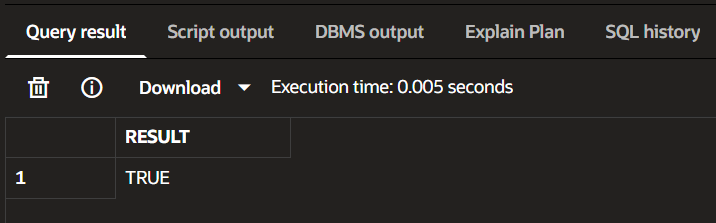 Query result Script output DBMS output Explain Plan SQL history
Download Execution time: 0.005 seconds
RESULT
1 TRUE